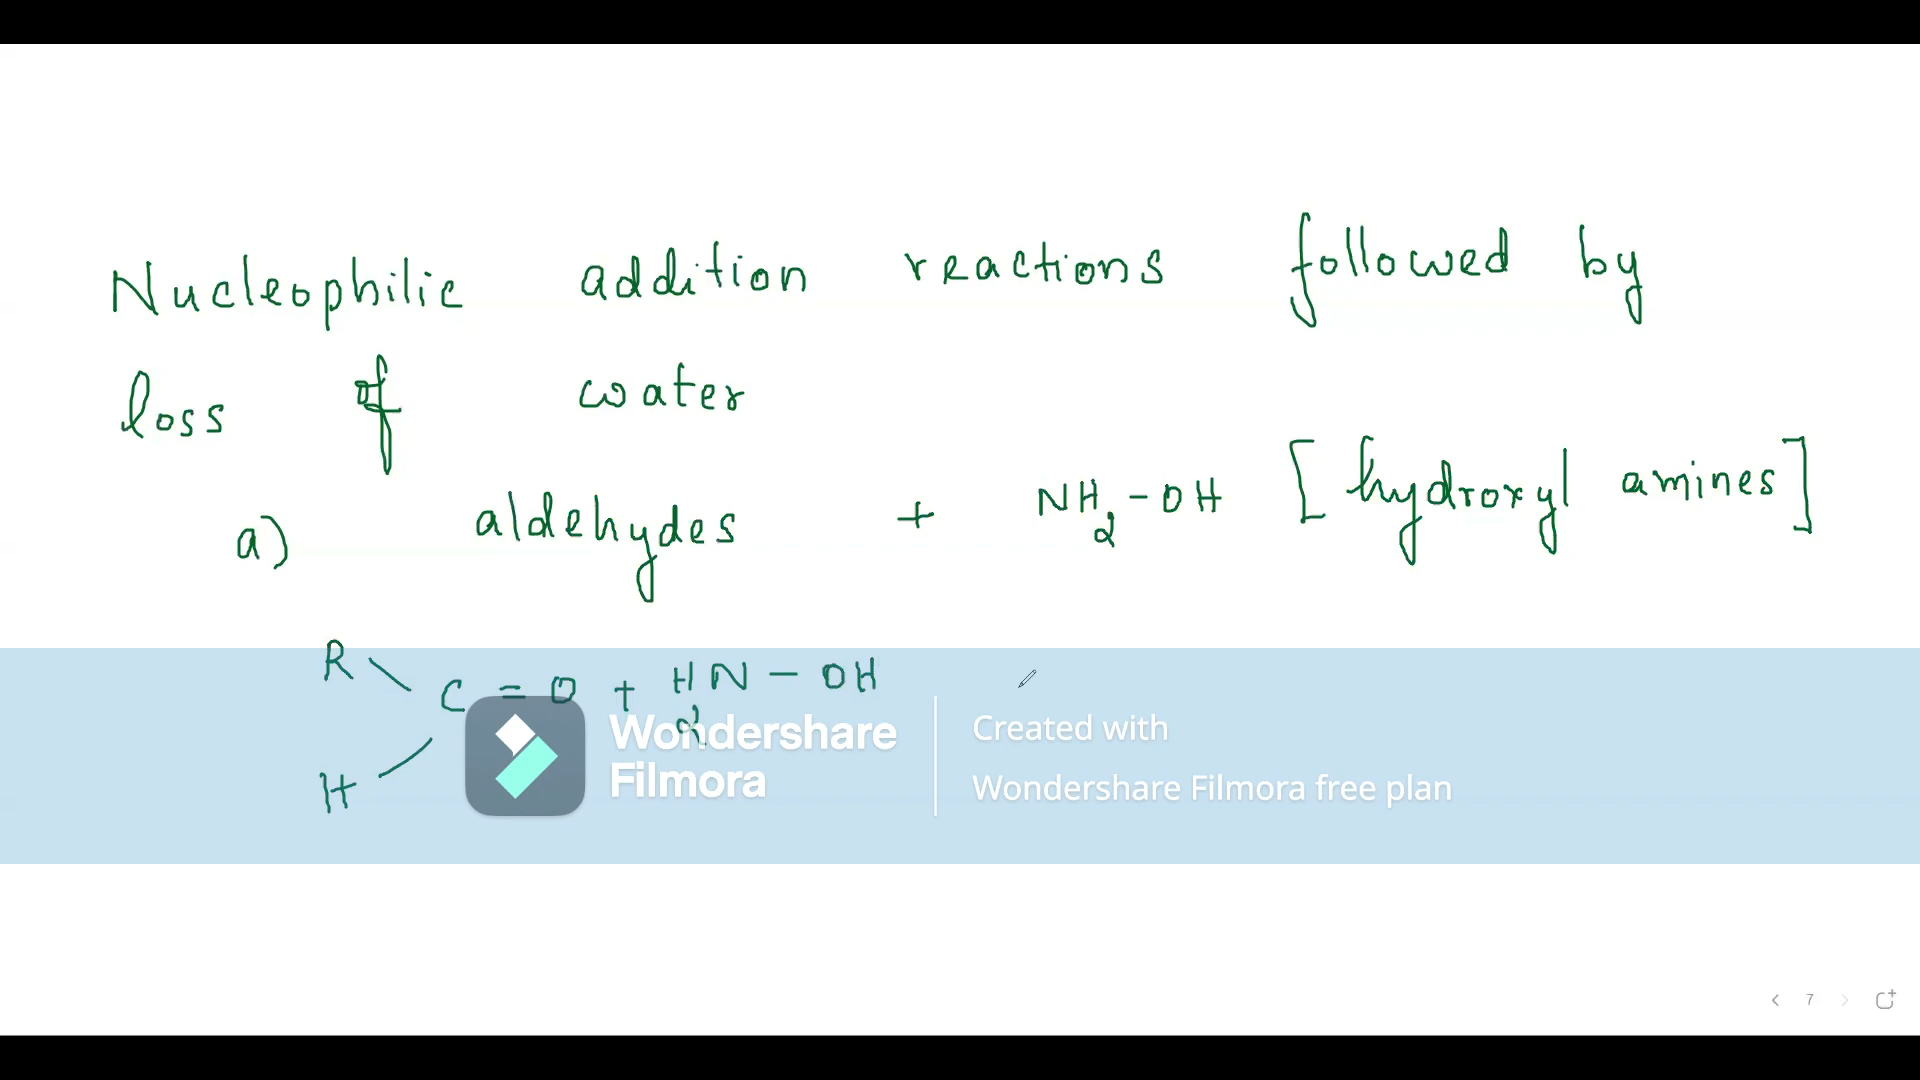 Nucleophilic addition reactions followed by
loss of water
a) aldehydes + NH2-OH [hydroxyl amines]
R
C = O + H2N - OH
H
Wondershare
Filmora
Created with
Wondershare Filmora free plan
7